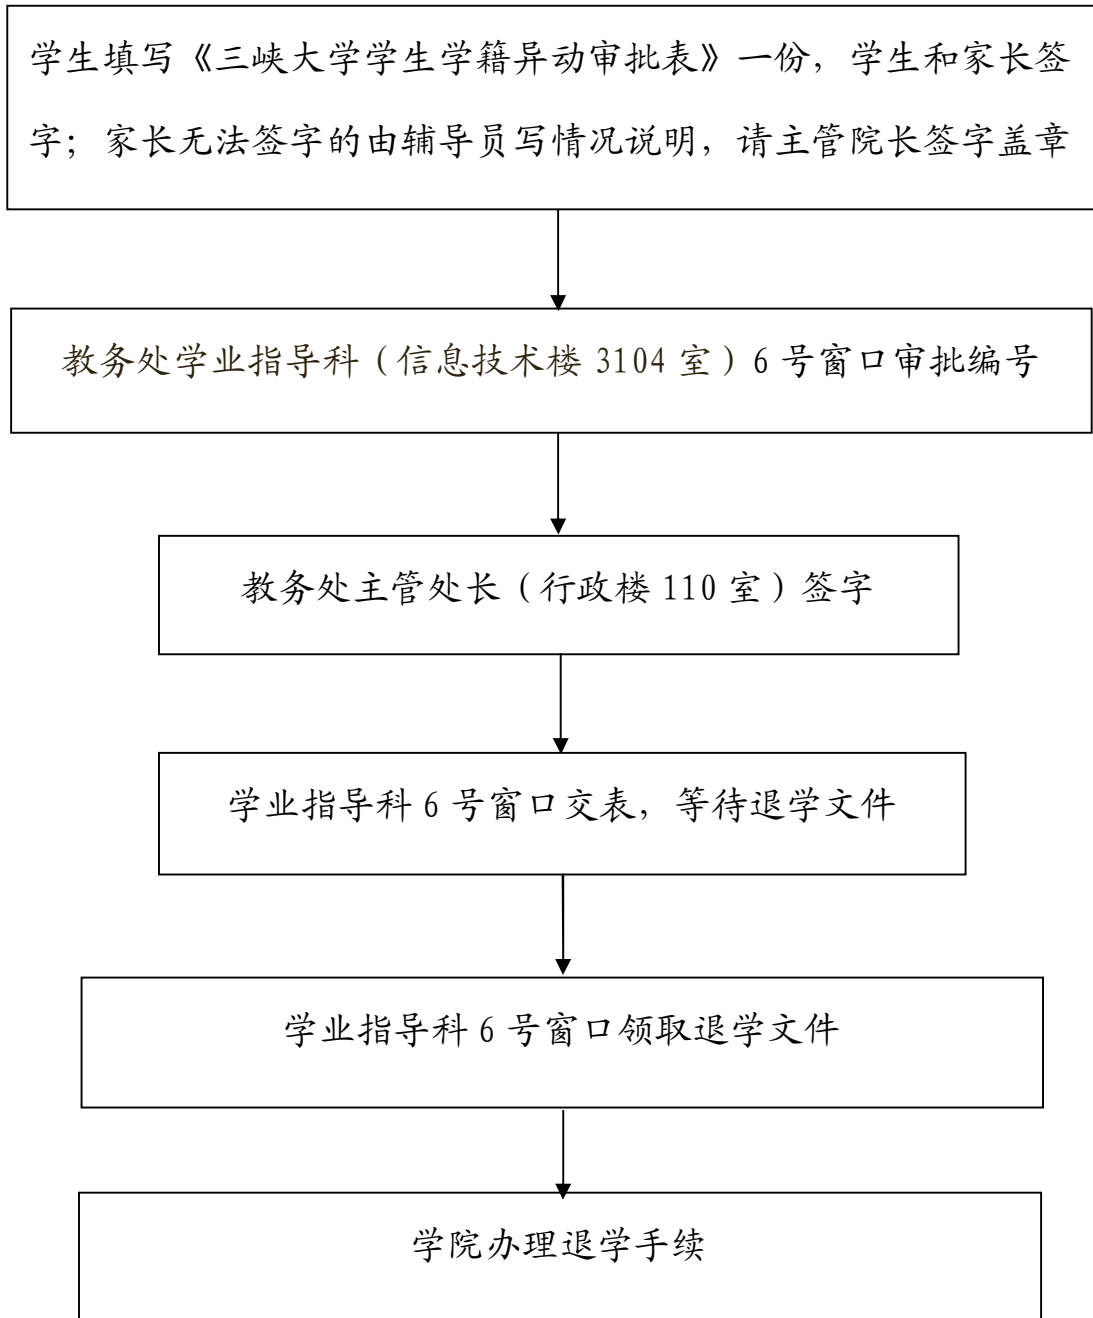 学生填写《三峡大学学生学籍异动审批表》一份，学生和家长签
字；家长无法签字的由辅导员写情况说明，请主管院长签字盖章
教务处学业指导科（信息技术楼 3104 室）6 号窗口审批编号
教务处主管处长（行政楼 110 室）签字
学业指导科 6 号窗口交表，等待退学文件
学业指导科 6 号窗口领取退学文件
学院办理退学手续